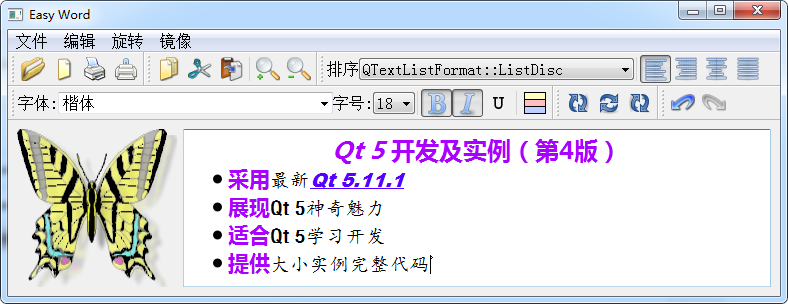 Easy Word
文件 编辑 旋转 镜像
排序 QTextListFormat::ListDisc
字体: 楷体 字号: 18 B I U
Qt 5 开发及实例（第4版）
●采用最新Qt 5.11.1
●展现Qt 5神奇魅力
●适合Qt 5学习开发
●提供大小实例完整代码